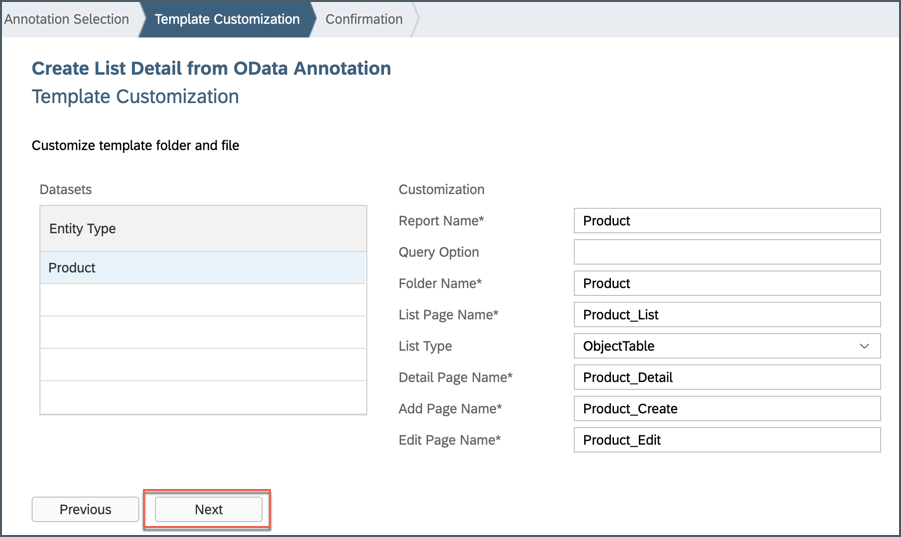 Annotation Selection
Template Customization
Confirmation
Create List Detail from OData Annotation
Template Customization
Customize template folder and file
Datasets
Entity Type
Product
Customization
Report Name* Product
Query Option
Folder Name* Product
List Page Name* Product_List
List Type ObjectTable
Detail Page Name* Product_Detail
Add Page Name* Product_Create
Edit Page Name* Product_Edit
Previous
Next